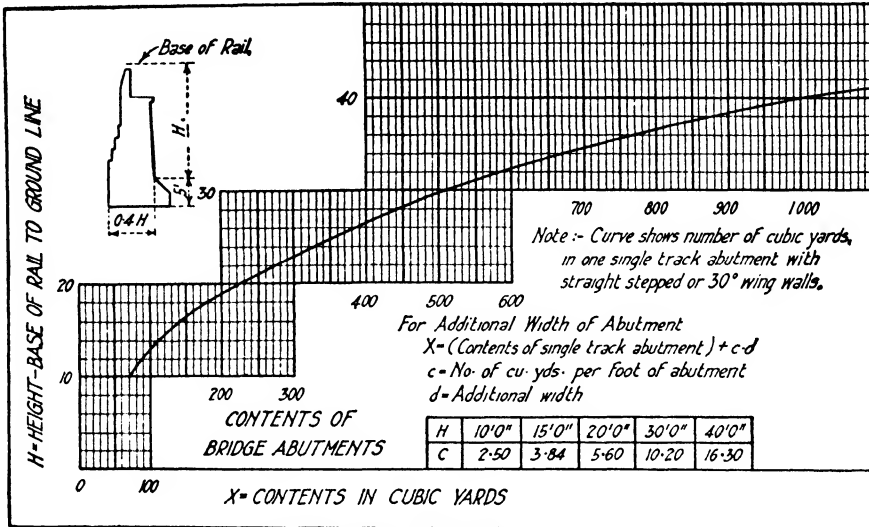 Base of Rail.
H.
5'
0·4 H
H=HEIGHT-BASE OF RAIL TO GROUND LINE
40
30
20
10
700 800 900 1000
Note :- Curve shows number of cubic yards,
in one single track abutment with
straight stepped or 30° wing walls.
400 500 600
For Additional Width of Abutment
X=(Contents of single track abutment)+c·d
c=No· of cu· yds· per foot of abutment
d=Additional width
200 300
CONTENTS OF
BRIDGE ABUTMENTS
H 10'0" 15'0" 20'0" 30'0" 40'0"
C 2·50 3·84 5·60 10·20 16·30
0 100
X= CONTENTS IN CUBIC YARDS